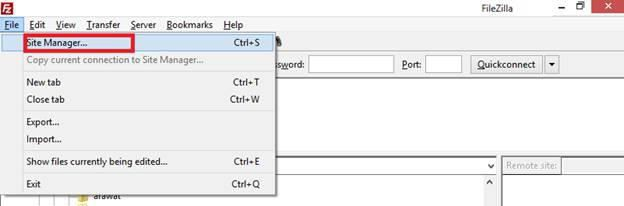 FileZilla
File Edit View Transfer Server Bookmarks Help
Site Manager... Ctrl+S
Copy current connection to Site Manager...
New tab Ctrl+T
Close tab Ctrl+W
Export...
Import...
Show files currently being edited... Ctrl+E
Exit Ctrl+Q
ssword: Port: Quickconnect
Remote site:
arawat